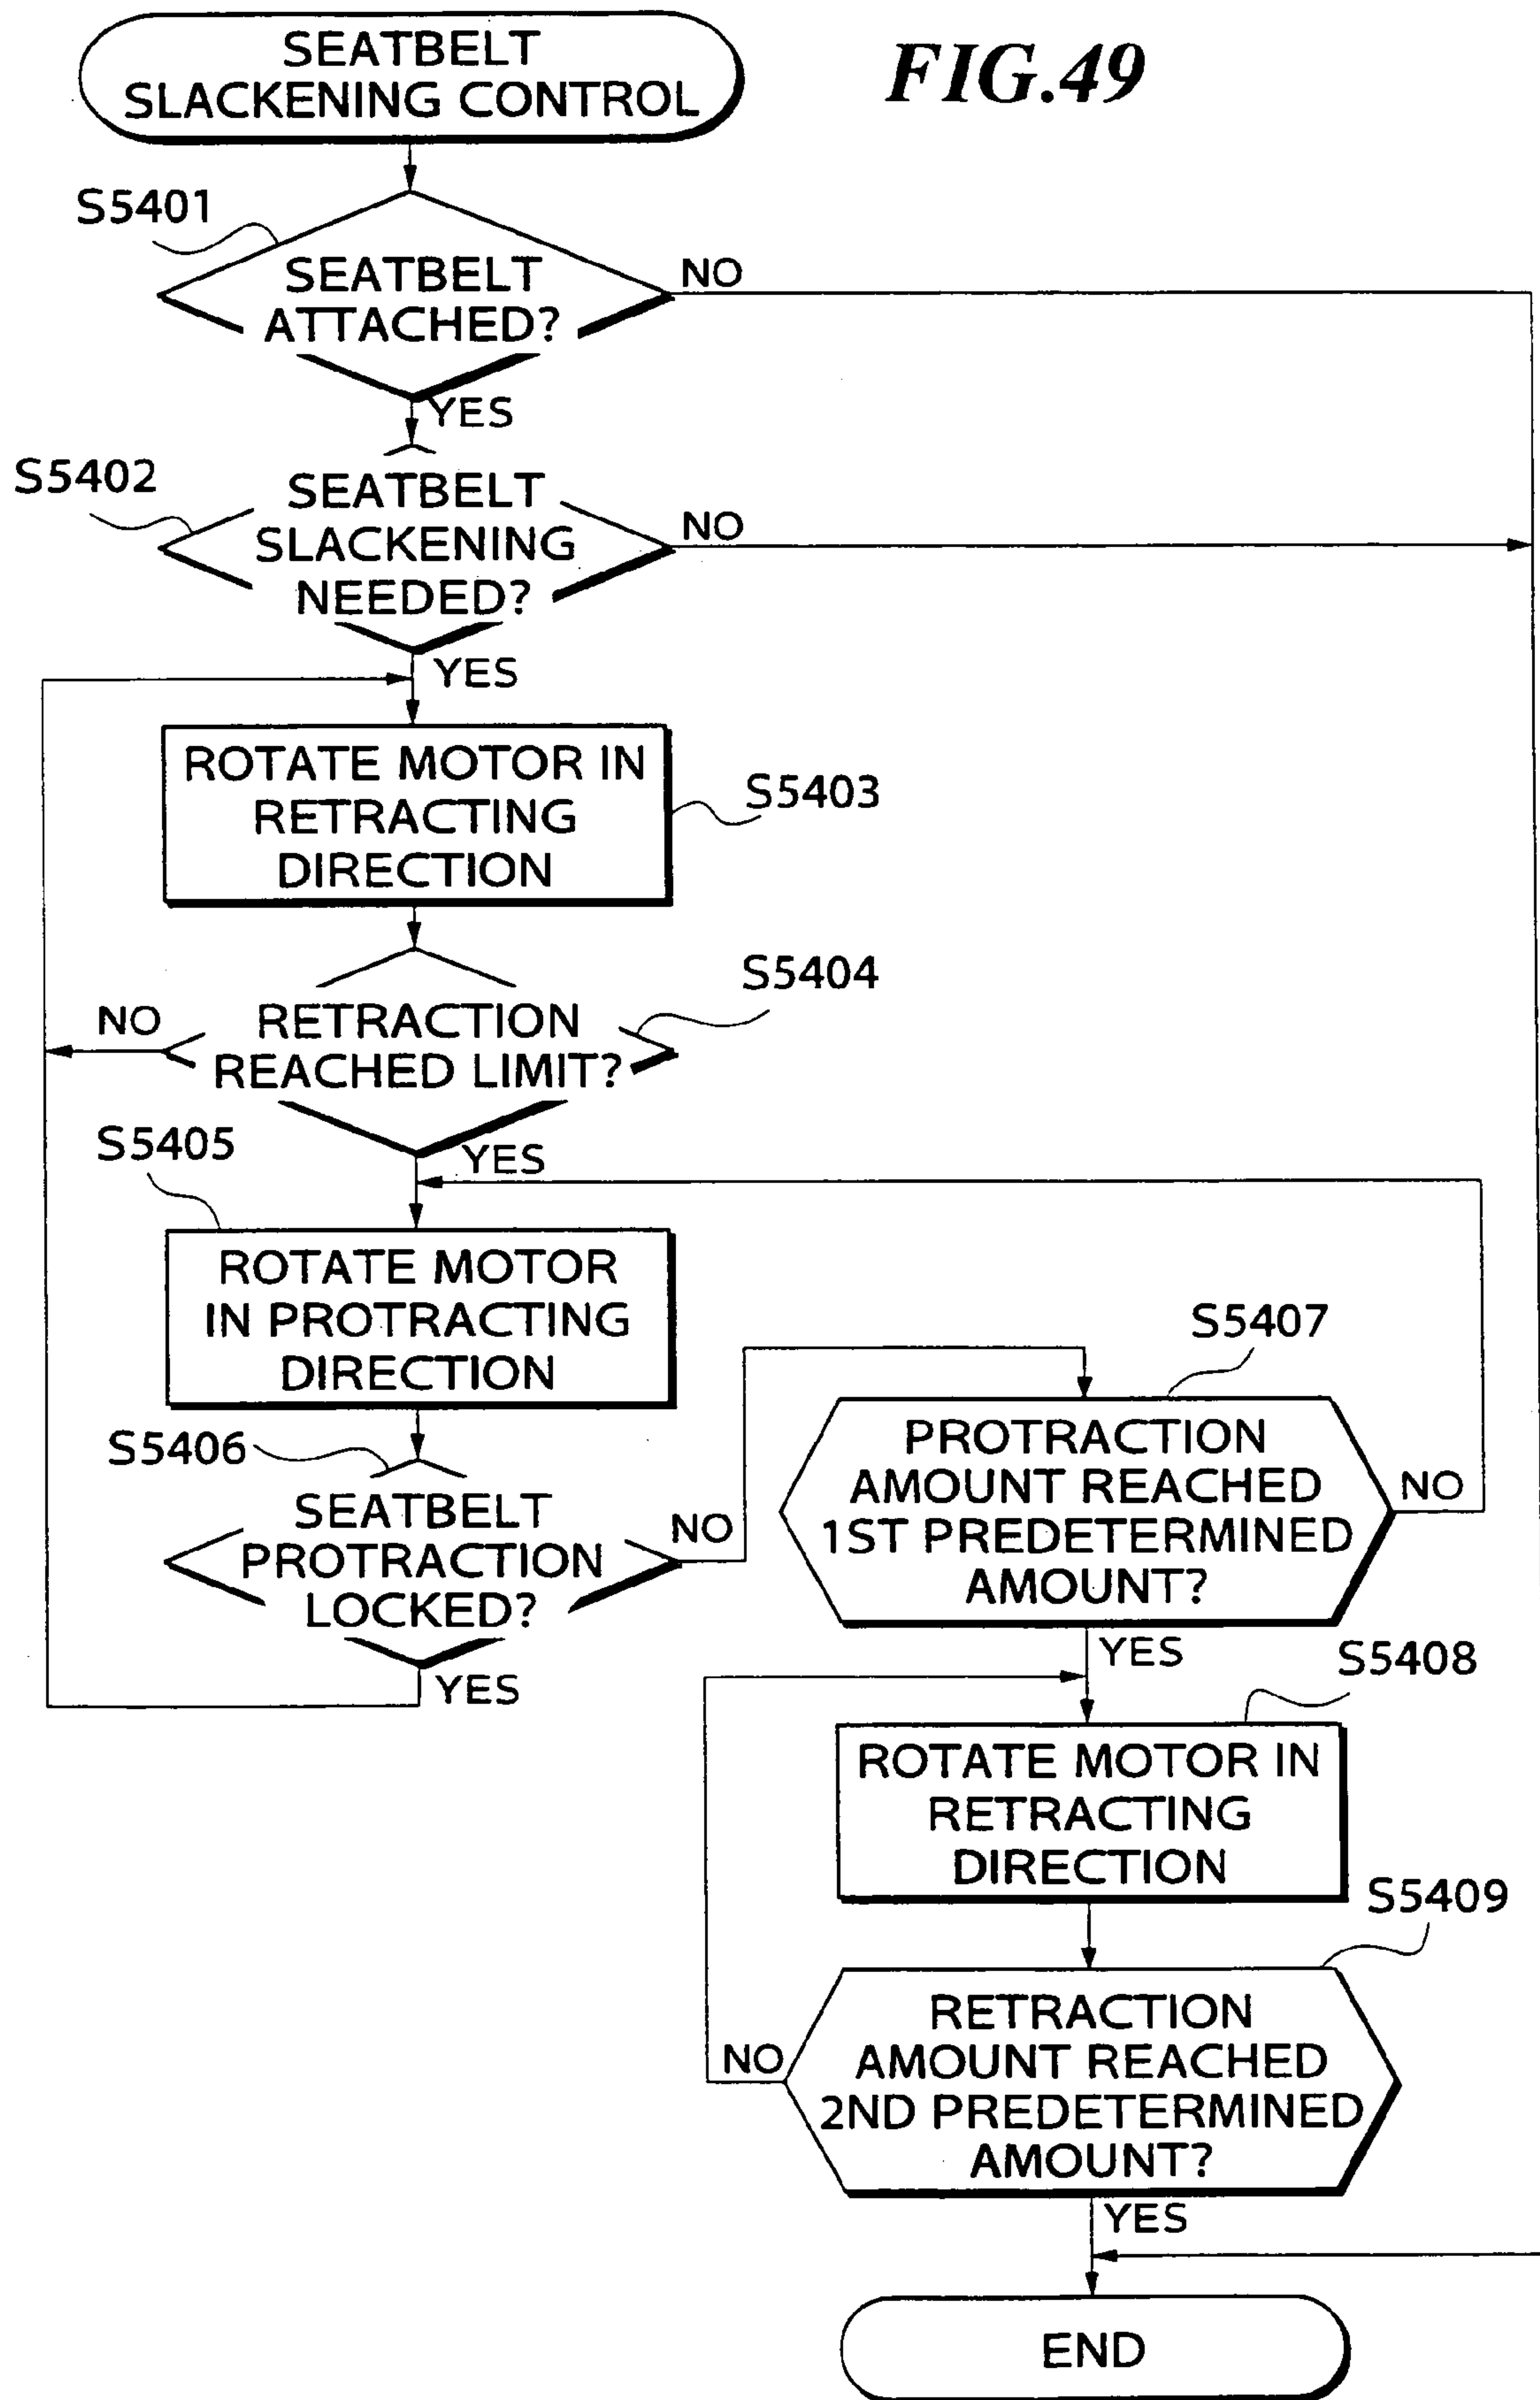 SEATBELT
SLACKENING CONTROL
FIG.49
S5401
SEATBELT
ATTACHED?
NO
YES
S5402
SEATBELT
SLACKENING
NEEDED?
NO
YES
ROTATE MOTOR IN
RETRACTING
DIRECTION
S5403
S5404
RETRACTION
REACHED LIMIT?
NO
YES
S5405
ROTATE MOTOR
IN PROTRACTING
DIRECTION
S5406
SEATBELT
PROTRACTION
LOCKED?
NO
YES
S5407
PROTRACTION
AMOUNT REACHED
1ST PREDETERMINED
AMOUNT?
NO
YES
S5408
ROTATE MOTOR IN
RETRACTING
DIRECTION
S5409
RETRACTION
AMOUNT REACHED
2ND PREDETERMINED
AMOUNT?
NO
YES
END